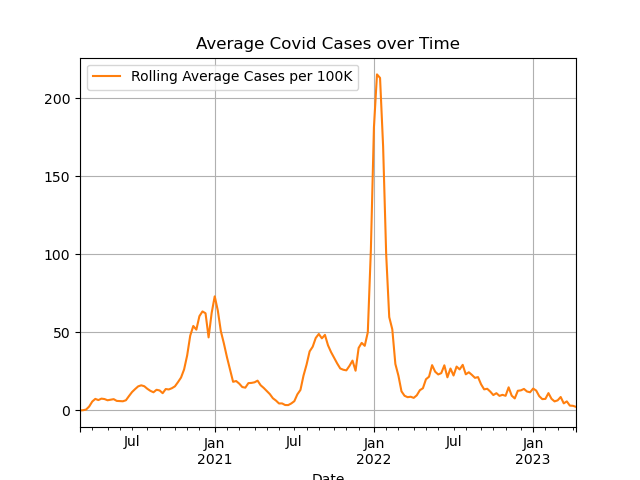 Average Covid Cases over Time
Rolling Average Cases per 100K
200
150
100
50
0
Jul
Jan
2021
Jul
Jan
2022
Jul
Jan
2023
Date